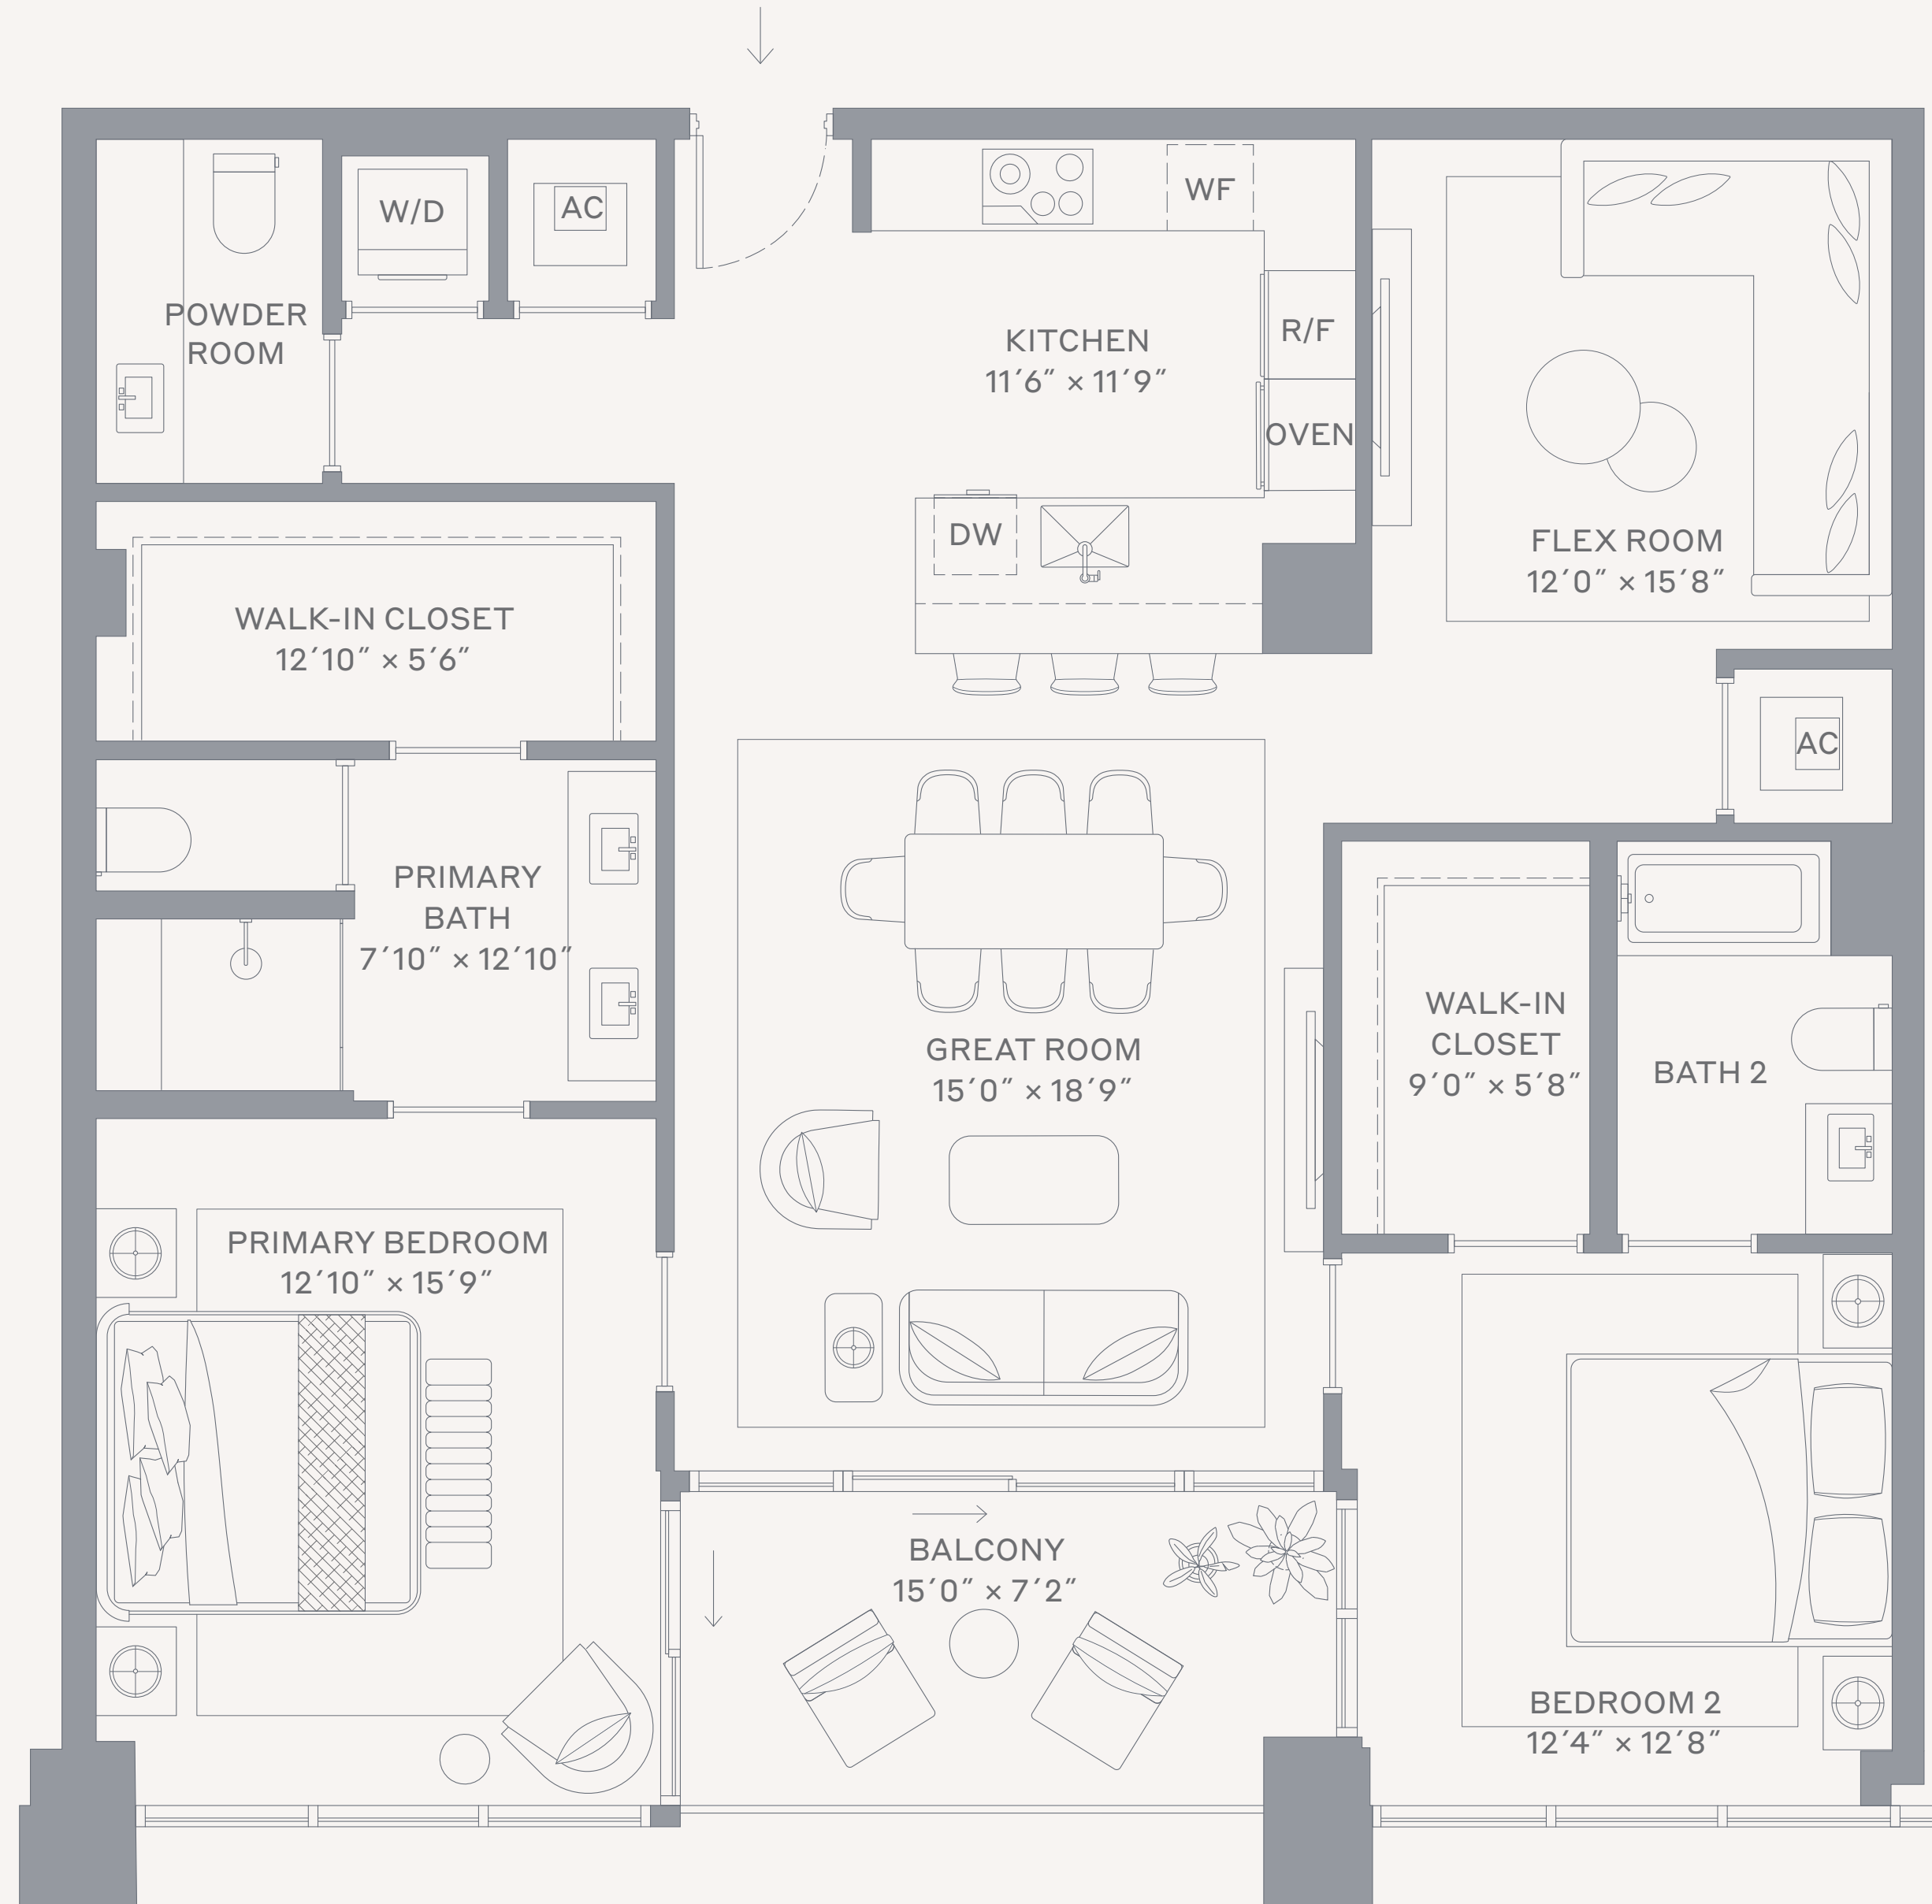 W/D
AC
WF
POWDER
ROOM
KITCHEN
11′6″ × 11′9″
R/F
OVEN
DW
FLEX ROOM
12′0″ × 15′8″
WALK-IN CLOSET
12′10″ × 5′6″
AC
PRIMARY
BATH
7′10″ × 12′10″
GREAT ROOM
15′0″ × 18′9″
WALK-IN
CLOSET
9′0″ × 5′8″
BATH 2
PRIMARY BEDROOM
12′10″ × 15′9″
BALCONY
15′0″ × 7′2″
BEDROOM 2
12′4″ × 12′8″